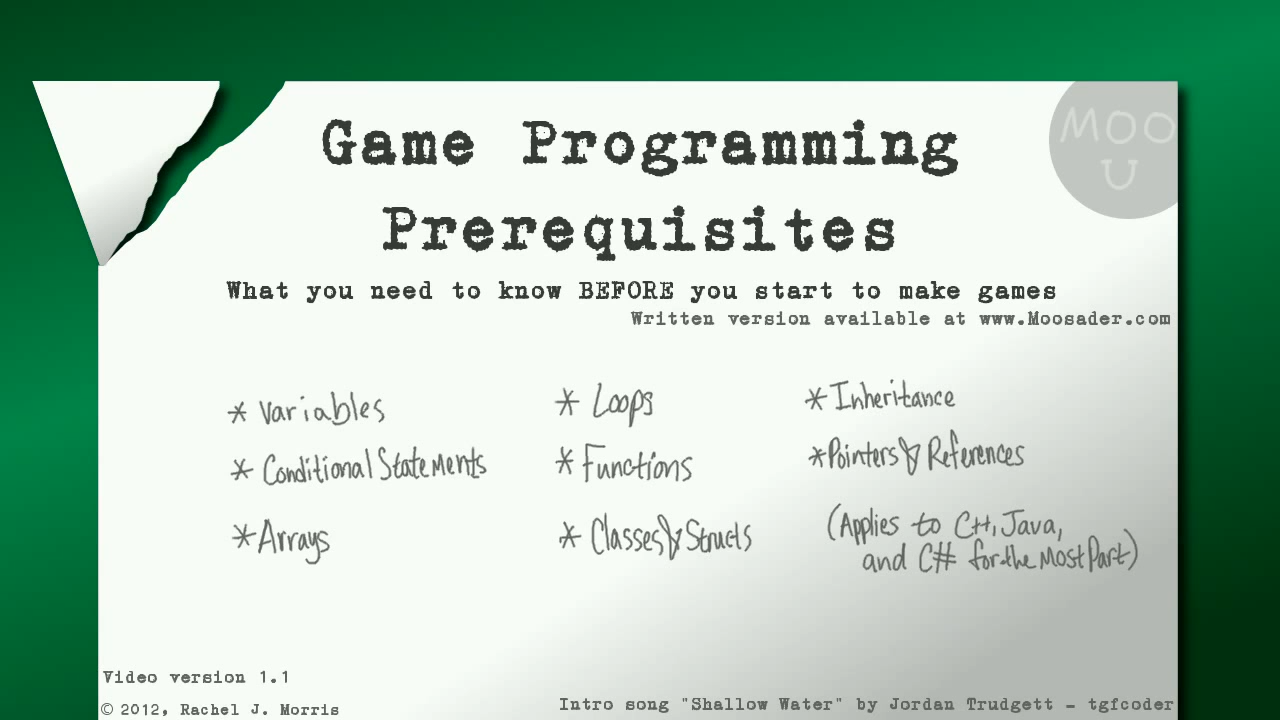 Game Programming
Prerequisites
What you need to know BEFORE you start to make games
Written version available at www.Moosader.com
MOO
U
* Variables
* Conditional Statements
* Arrays
* Loops
* Functions
* Classes & Structs
* Inheritance
* Pointers & References
(Applies to C++, Java,
and C# for the Most Part)
Video version 1.1
© 2012, Rachel J. Morris
Intro song "Shallow Water" by Jordan Trudgett - tgfcoder